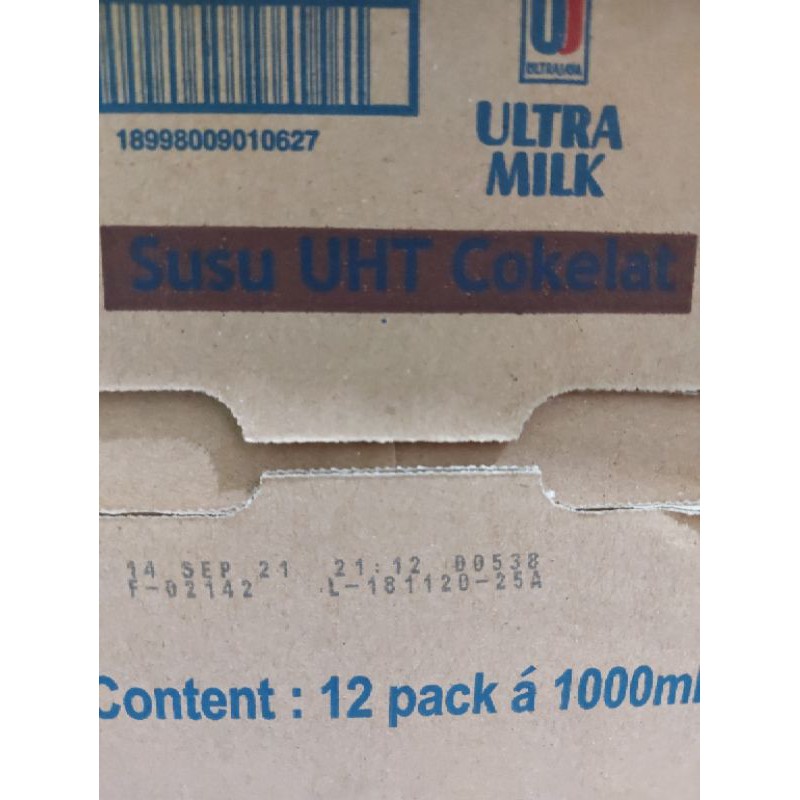 ULTRAJAYA
18998009010627
ULTRA
MILK
Susu UHT Cokelat
14 SEP 21 21:12 00538
F-02142 L-181120-25A
Content : 12 pack á 1000ml